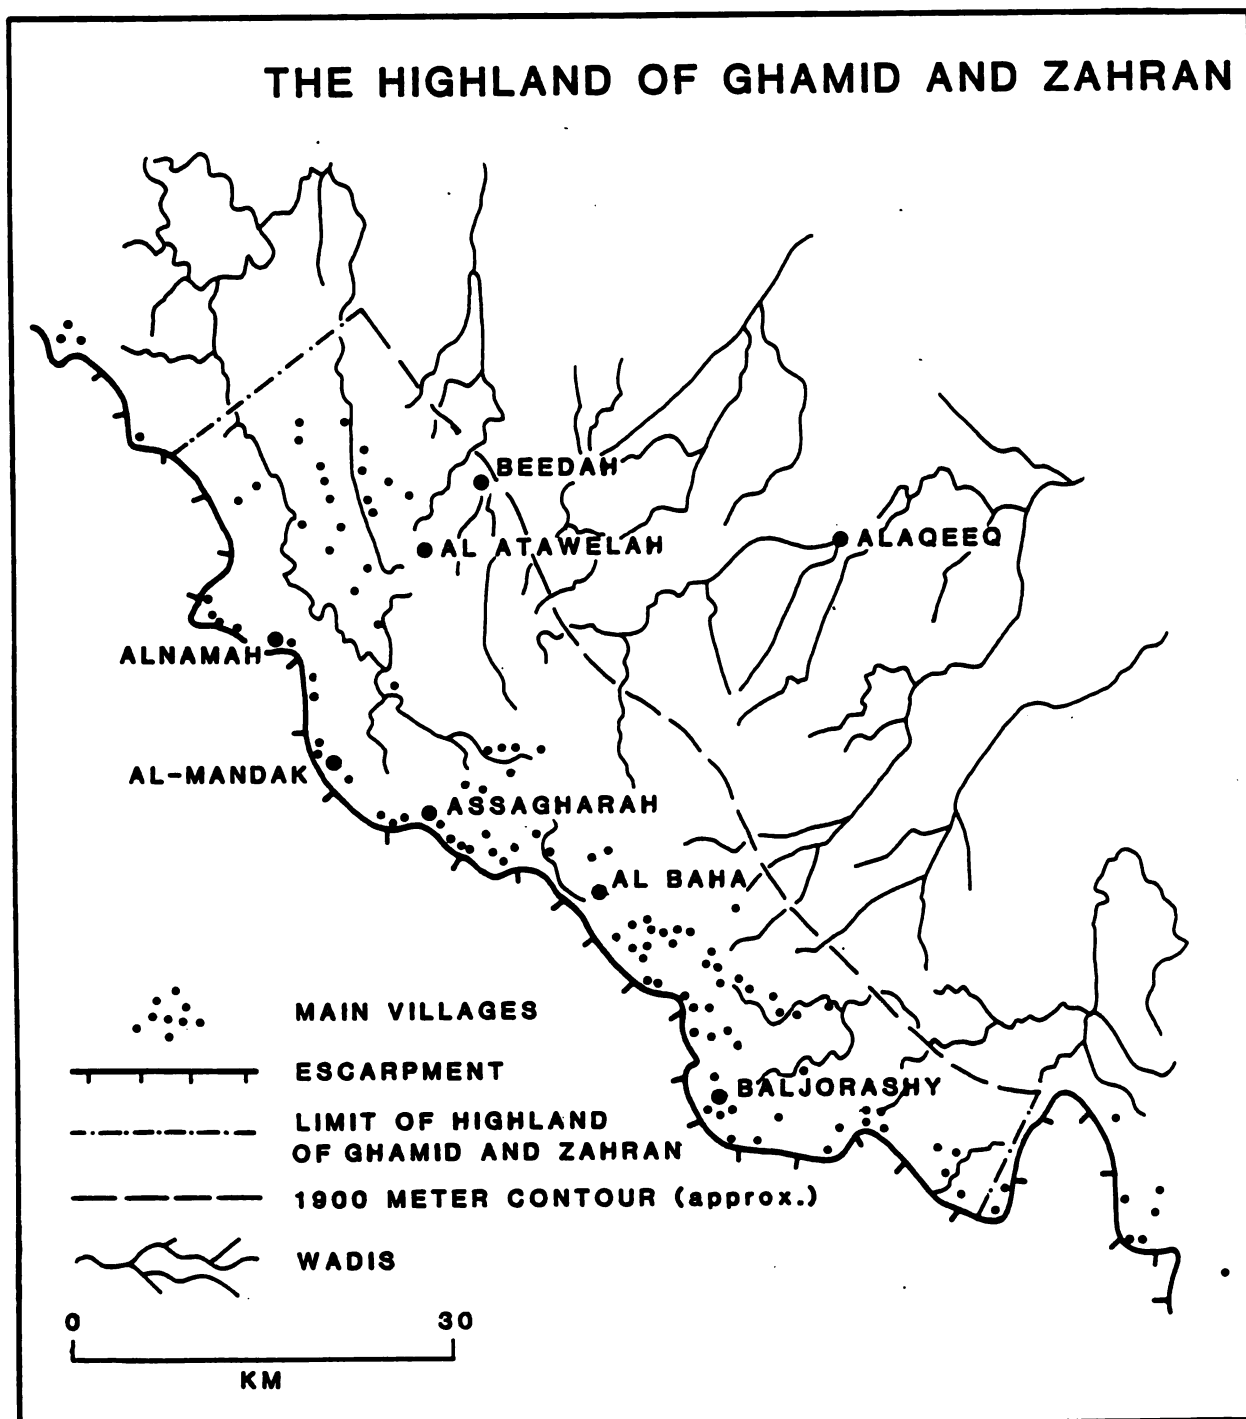 THE HIGHLAND OF GHAMID AND ZAHRAN
BEEDAH
ALAQEEQ
AL ATAWELAH
ALNAMAH
AL-MANDAK
ASSAGHARAH
AL BAHA
BALJORASHY
MAIN VILLAGES
ESCARPMENT
LIMIT OF HIGHLAND
OF GHAMID AND ZAHRAN
1900 METER CONTOUR (approx.)
WADIS
0 30
KM